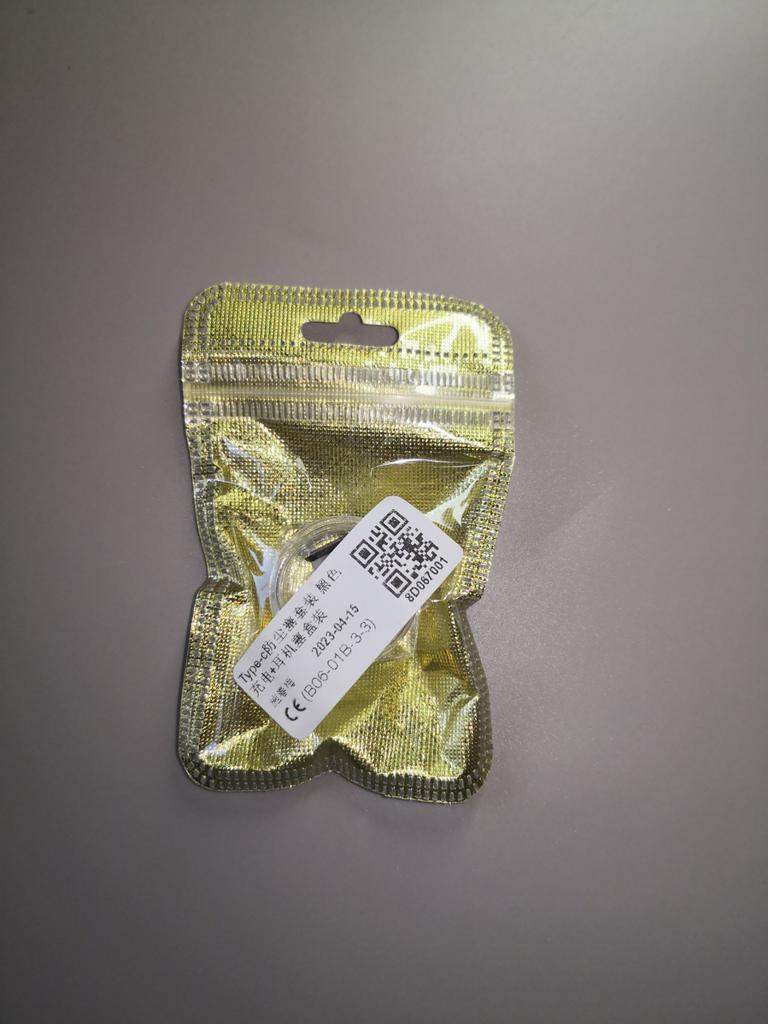 Type-c防尘塞盒装 黑色
充电+耳机塞盒装
2023-04-15
CE (B06-01B-3-3)
8D067001